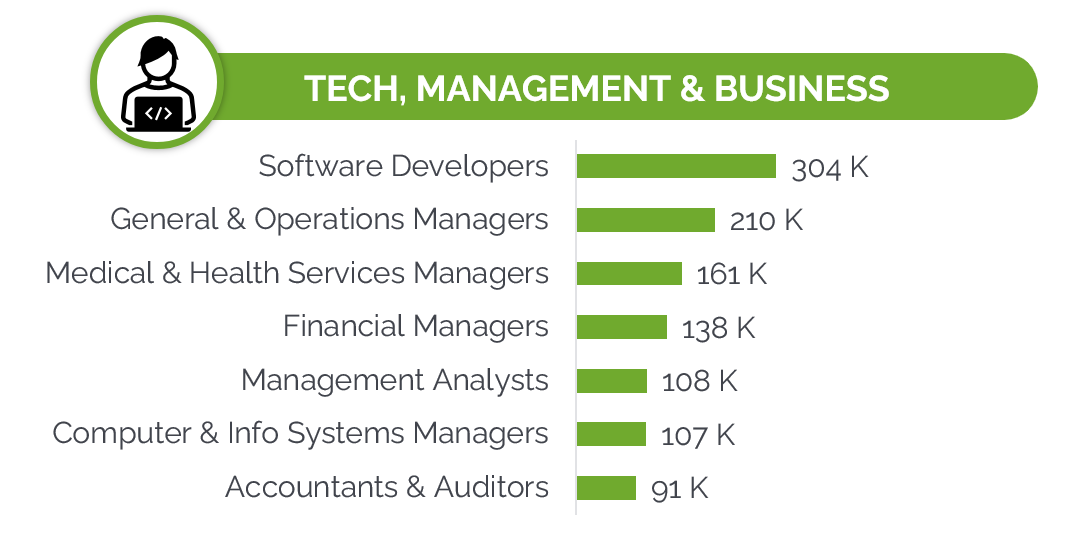 </>
TECH, MANAGEMENT & BUSINESS
Software Developers 304 K
General & Operations Managers 210 K
Medical & Health Services Managers 161 K
Financial Managers 138 K
Management Analysts 108 K
Computer & Info Systems Managers 107 K
Accountants & Auditors 91 K